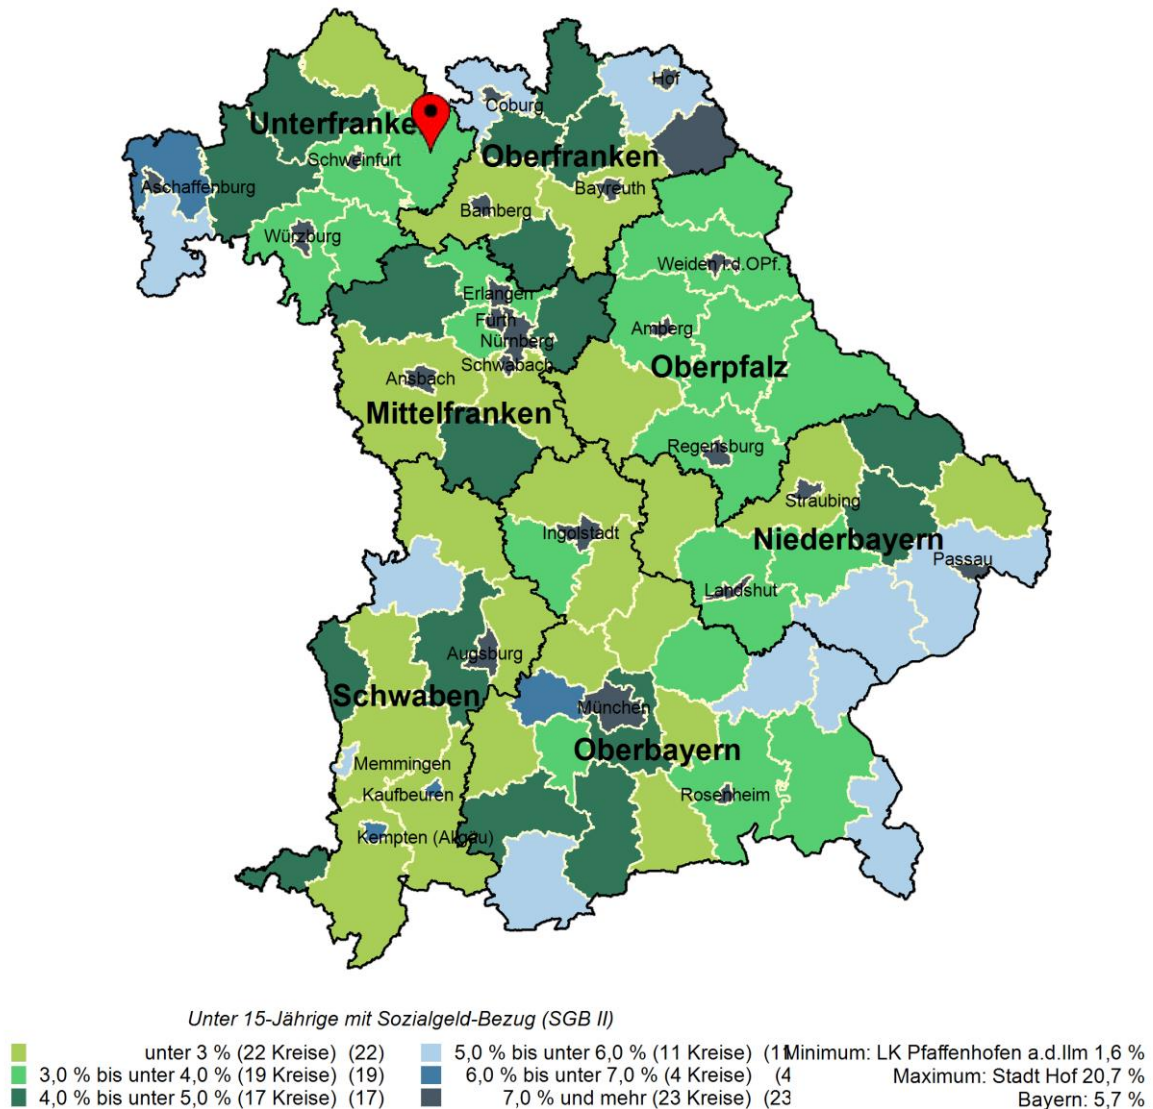 Hof
Coburg
Unterfranke
Schweinfurt
Oberfranken
Aschaffenburg
Bayreuth
Bamberg
Würzburg
Weiden i.d.OPf.
Erlangen
Fürth
Amberg
Nürnberg
Schwabach
Oberpfalz
Ansbach
Mittelfranken
Regensburg
Straubing
Ingolstadt
Niederbayern
Passau
Landshut
Augsburg
Schwaben
München
Oberbayern
Memmingen
Kaufbeuren
Rosenheim
Kempten (Allgäu)
Unter 15-Jährige mit Sozialgeld-Bezug (SGB II)
unter 3 % (22 Kreise) (22)
3,0 % bis unter 4,0 % (19 Kreise) (19)
4,0 % bis unter 5,0 % (17 Kreise) (17)
5,0 % bis unter 6,0 % (11 Kreise) (11
6,0 % bis unter 7,0 % (4 Kreise) (4
7,0 % und mehr (23 Kreise) (23
Minimum: LK Pfaffenhofen a.d.Ilm 1,6 %
Maximum: Stadt Hof 20,7 %
Bayern: 5,7 %